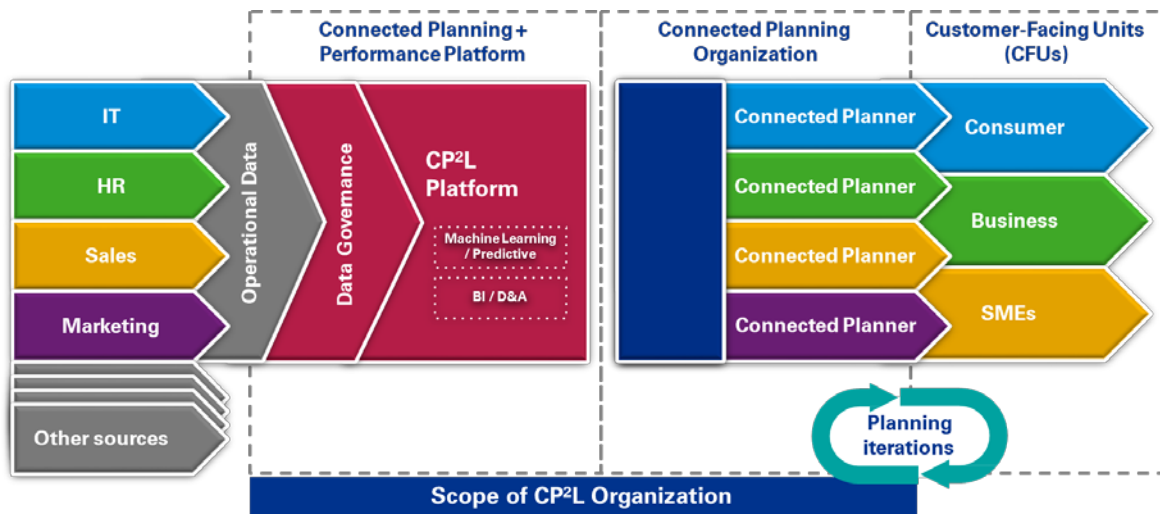 Connected Planning +
Performance Platform
Connected Planning
Organization
Customer-Facing Units
(CFUs)
IT
HR
Sales
Marketing
Other sources
Operational Data
Data Governance
CP²L
Platform
Machine Learning
/ Predictive
BI / D&A
Connected Planner
Connected Planner
Connected Planner
Connected Planner
Consumer
Business
SMEs
Planning
iterations
Scope of CP²L Organization